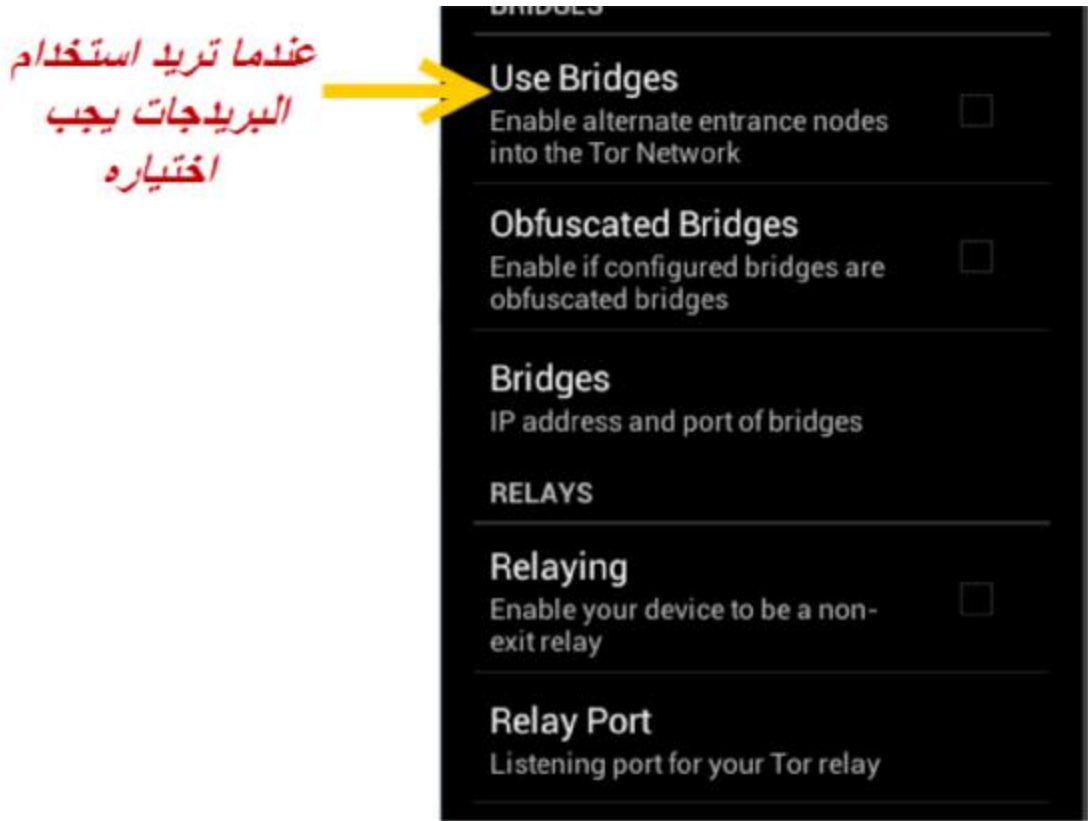 عندما تريد استخدام
البريدجات يجب
اختياره
BRIDGES
Use Bridges
Enable alternate entrance nodes
into the Tor Network
Obfuscated Bridges
Enable if configured bridges are
obfuscated bridges
Bridges
IP address and port of bridges
RELAYS
Relaying
Enable your device to be a non-
exit relay
Relay Port
Listening port for your Tor relay